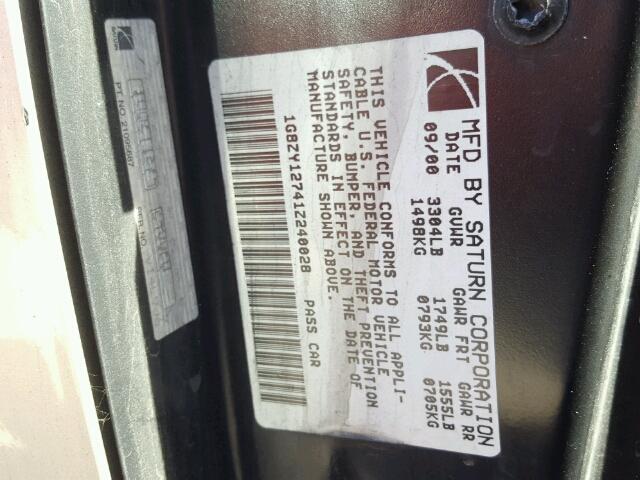 MFD BY SATURN CORPORATION
DATE GVWR GAWR FRT GAWR RR
09/00 3304LB 1749LB 1555LB
1498KG 0793KG 0705KG
THIS VEHICLE CONFORMS TO ALL APPLI-
CABLE U.S. FEDERAL MOTOR VEHICLE
SAFETY, BUMPER, AND THEFT PREVENTION
STANDARDS IN EFFECT ON THE DATE OF
MANUFACTURE SHOWN ABOVE.
1G8ZY12741Z240028 PASS CAR
PT NO